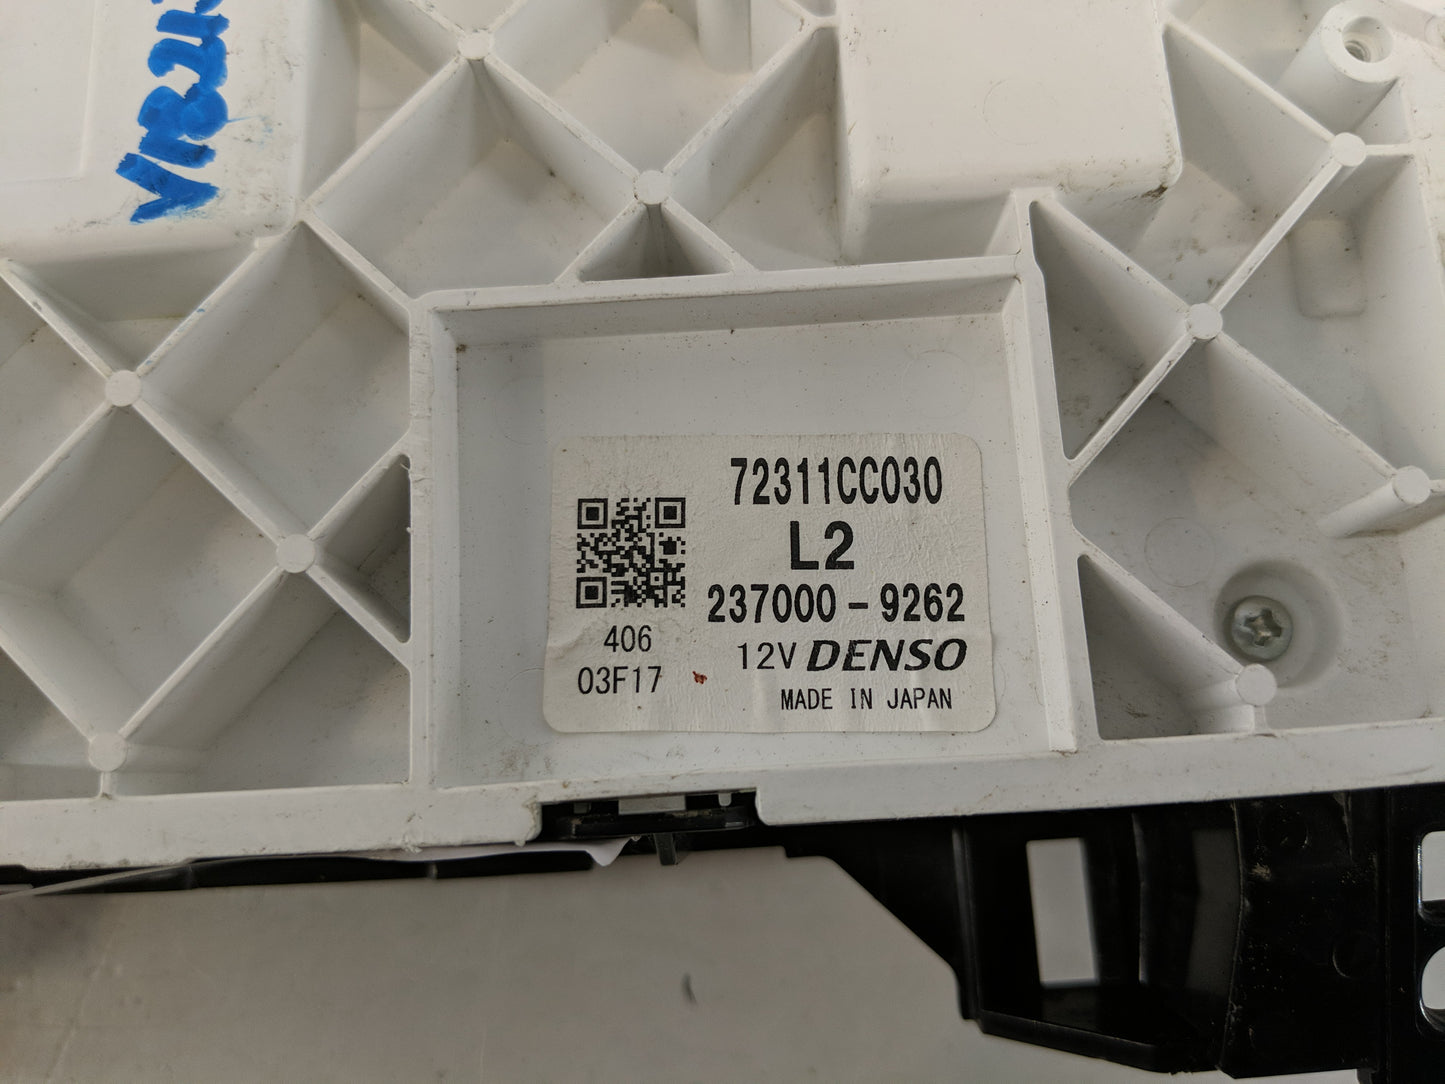 72311CC030
L2
237000-9262
406
12V DENSO
03F17
MADE IN JAPAN